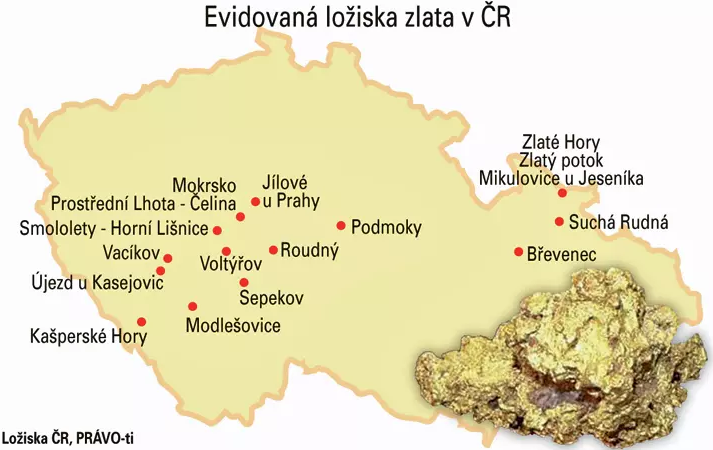 Evidovaná ložiska zlata v ČR
Zlaté Hory
Zlatý potok
Mikulovice u Jeseníka
Mokrsko
Jílové
u Prahy
Prostřední Lhota - Čelina
Smololety - Horní Lišnice
Podmoky
Suchá Rudná
Vacíkov
Voltýřov
Roudný
Břevenec
Újezd u Kasejovic
Sepekov
Modlešovice
Kašperské Hory
Ložiska ČR, PRÁVO-ti